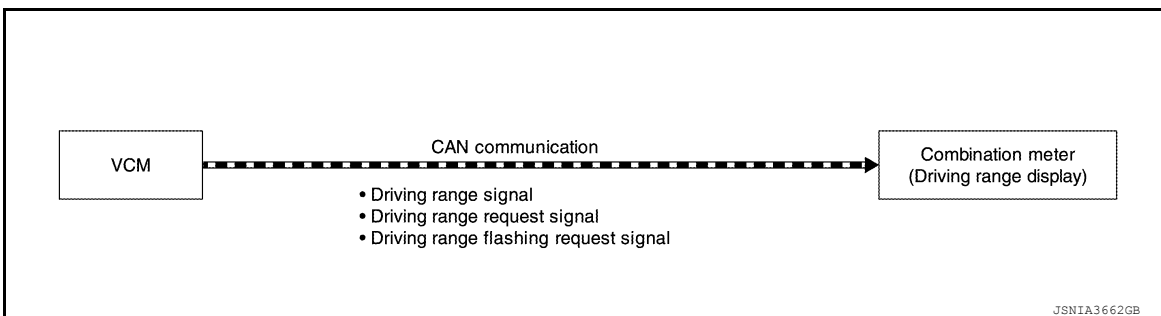 CAN communication
VCM
Combination meter
(Driving range display)
• Driving range signal
• Driving range request signal
• Driving range flashing request signal
JSNIA3662GB